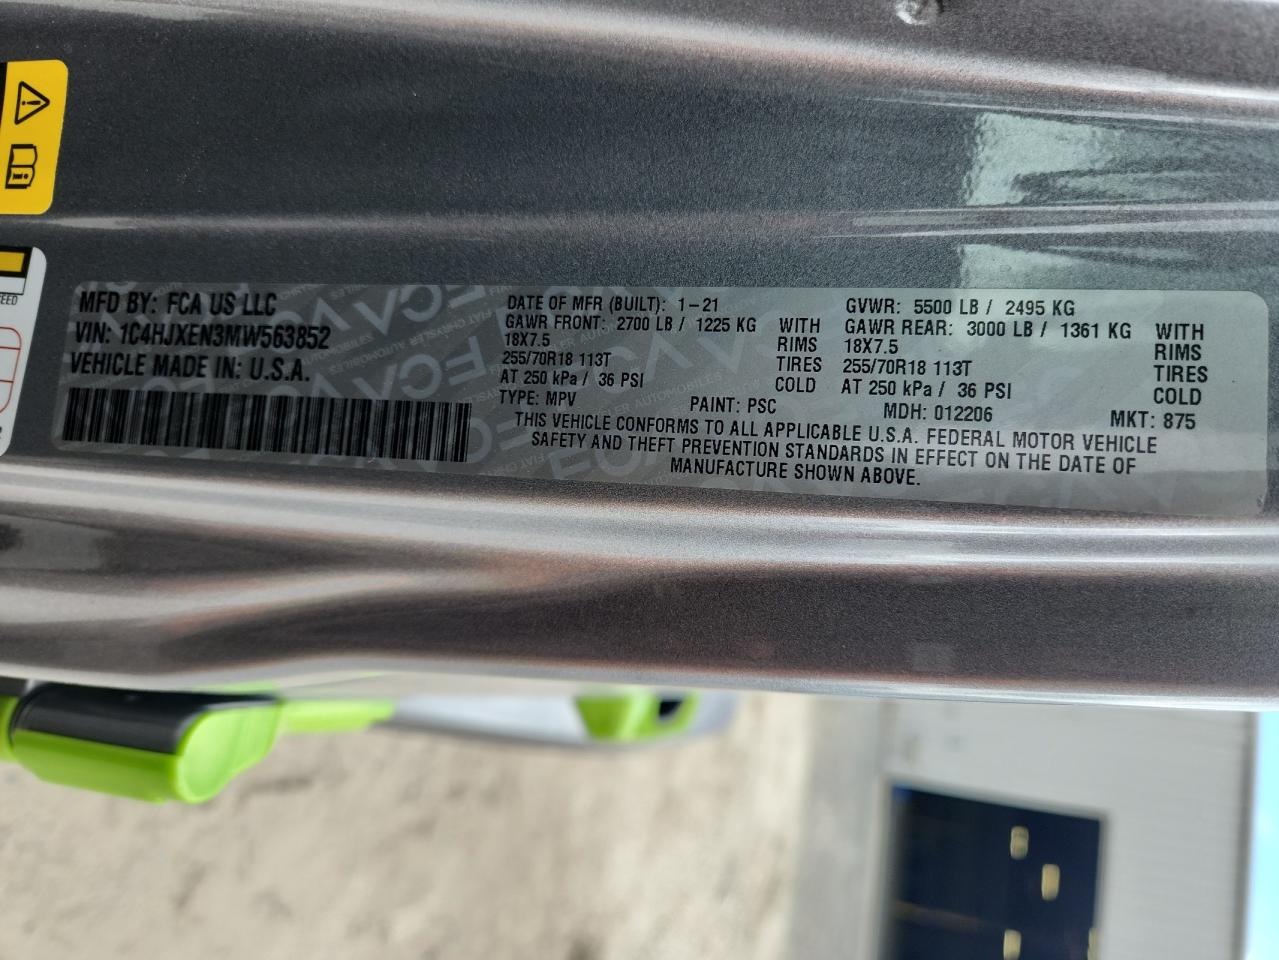 MFD BY: FCA US LLC
VIN: 1C4HJXEN3MW563852
VEHICLE MADE IN: U.S.A.
DATE OF MFR (BUILT): 1-21
GAWR FRONT: 2700 LB / 1225 KG WITH
18X7.5 RIMS
255/70R18 113T TIRES
AT 250 kPa / 36 PSI COLD
GVWR: 5500 LB / 2495 KG
GAWR REAR: 3000 LB / 1361 KG WITH
18X7.5 RIMS
255/70R18 113T TIRES
AT 250 kPa / 36 PSI COLD
TYPE: MPV PAINT: PSC MDH: 012206 MKT: 875
THIS VEHICLE CONFORMS TO ALL APPLICABLE U.S.A. FEDERAL MOTOR VEHICLE
SAFETY AND THEFT PREVENTION STANDARDS IN EFFECT ON THE DATE OF
MANUFACTURE SHOWN ABOVE.